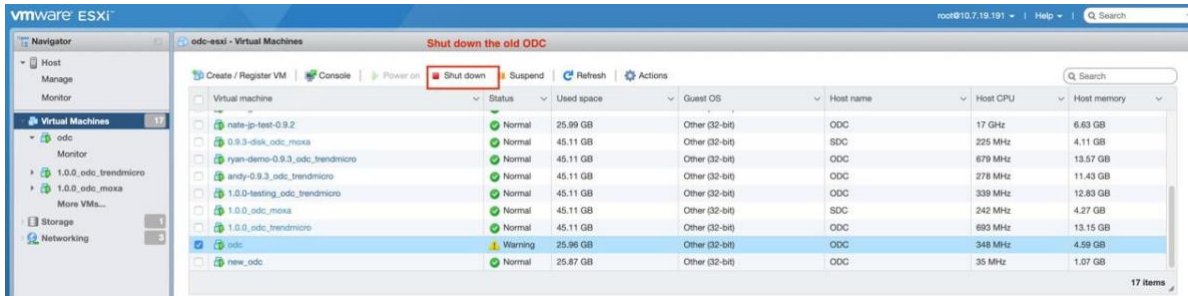 vmware ESXi
root@10.7.19.191 | Help | Search
Navigator
odc-esxi - Virtual Machines
Shut down the old ODC
Host
Manage
Monitor
Virtual Machines 17
odc
Monitor
1.0.0_odc_trendmicro
1.0.0_odc_moxa
More VMs...
Storage 1
Networking 3
Create / Register VM | Console | Power on Shut down Suspend | Refresh | Actions
Search
Virtual machine Status Used space Guest OS Host name Host CPU Host memory
nate-jp-test-0.9.2 Normal 25.99 GB Other (32-bit) ODC 17 GHz 6.63 GB
0.9.3-disk_odc_moxa Normal 45.11 GB Other (32-bit) SDC 225 MHz 4.11 GB
ryan-demo-0.9.3_odc_trendmicro Normal 45.11 GB Other (32-bit) ODC 679 MHz 13.57 GB
andy-0.9.3_odc_trendmicro Normal 45.11 GB Other (32-bit) ODC 278 MHz 11.43 GB
1.0.0-testing_odc_trendmicro Normal 45.11 GB Other (32-bit) ODC 339 MHz 12.83 GB
1.0.0_odc_moxa Normal 45.11 GB Other (32-bit) SDC 242 MHz 4.27 GB
1.0.0_odc_trendmicro Normal 45.11 GB Other (32-bit) ODC 693 MHz 13.15 GB
odc Warning 25.96 GB Other (32-bit) ODC 348 MHz 4.59 GB
new_odc Normal 25.87 GB Other (32-bit) ODC 35 MHz 1.07 GB
17 items